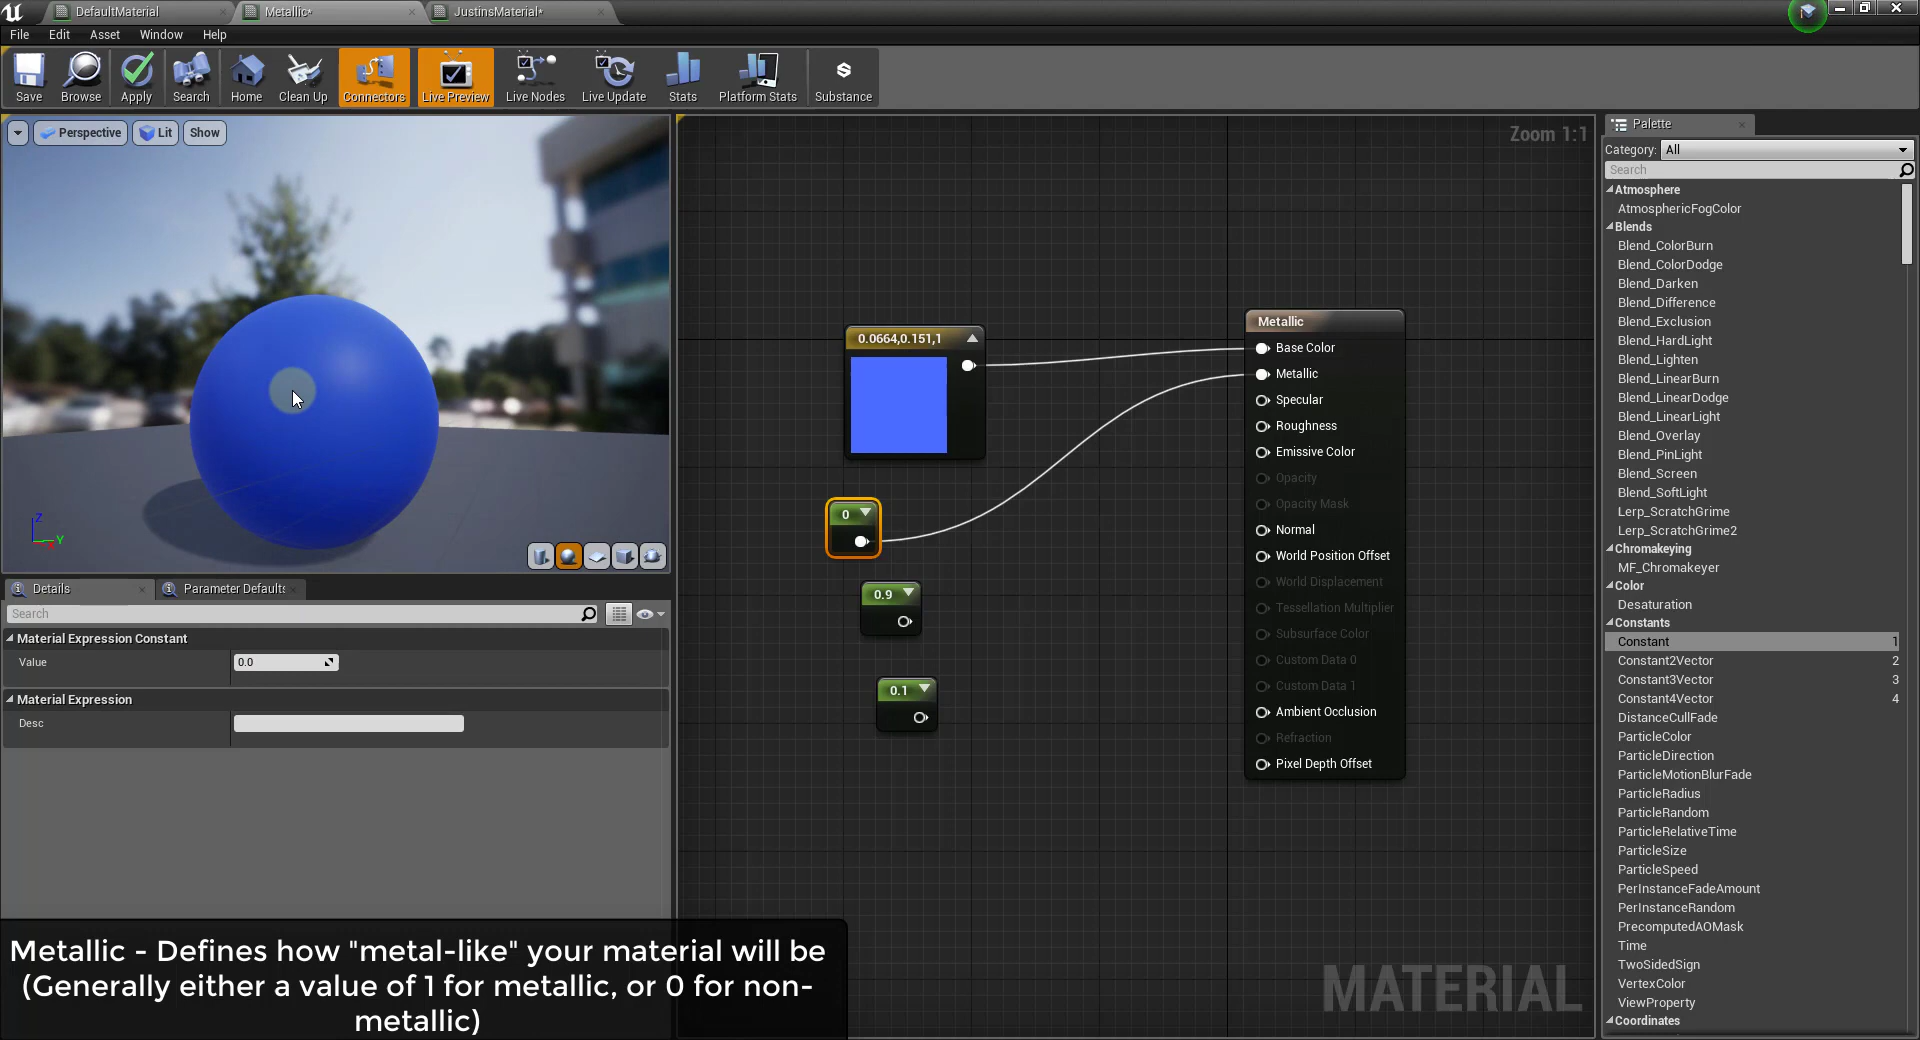 DefaultMaterial
Metallic*
JustinsMaterial*
File Edit Asset Window Help
Save Browse Apply Search Home Clean Up Connectors Live Preview Live Nodes Live Update Stats Platform Stats Substance
Perspective Lit Show
Zoom 1:1
0.0664,0.151,1
0
0.9
0.1
Metallic
Base Color
Metallic
Specular
Roughness
Emissive Color
Opacity
Opacity Mask
Normal
World Position Offset
World Displacement
Tessellation Multiplier
Subsurface Color
Custom Data 0
Custom Data 1
Ambient Occlusion
Refraction
Pixel Depth Offset
MATERIAL
Z
Y
X
Details
Parameter Defaults
Search
Material Expression Constant
Value 0.0
Material Expression
Desc
Metallic - Defines how "metal-like" your material will be
(Generally either a value of 1 for metallic, or 0 for non-
metallic)
Palette
Category: All
Search
Atmosphere
AtmosphericFogColor
Blends
Blend_ColorBurn
Blend_ColorDodge
Blend_Darken
Blend_Difference
Blend_Exclusion
Blend_HardLight
Blend_Lighten
Blend_LinearBurn
Blend_LinearDodge
Blend_LinearLight
Blend_Overlay
Blend_PinLight
Blend_Screen
Blend_SoftLight
Lerp_ScratchGrime
Lerp_ScratchGrime2
Chromakeying
MF_Chromakeyer
Color
Desaturation
Constants
Constant 1
Constant2Vector 2
Constant3Vector 3
Constant4Vector 4
DistanceCullFade
ParticleColor
ParticleDirection
ParticleMotionBlurFade
ParticleRadius
ParticleRandom
ParticleRelativeTime
ParticleSize
ParticleSpeed
PerInstanceFadeAmount
PerInstanceRandom
PrecomputedAOMask
Time
TwoSidedSign
VertexColor
ViewProperty
Coordinates